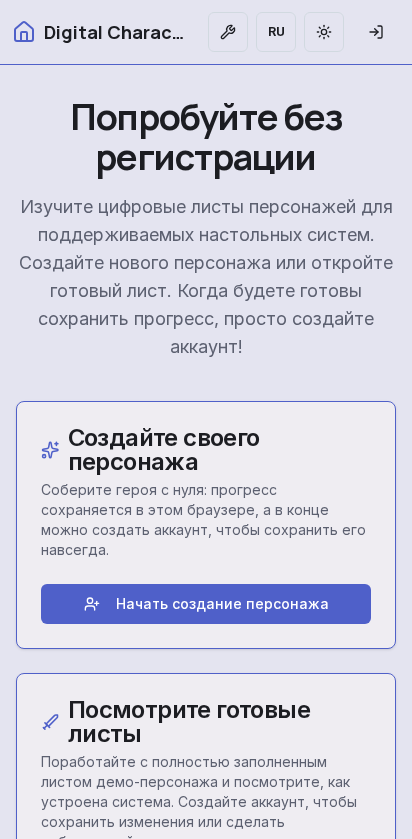 Digital Charac...
RU
Попробуйте без
регистрации
Изучите цифровые листы персонажей для
поддерживаемых настольных систем.
Создайте нового персонажа или откройте
готовый лист. Когда будете готовы
сохранить прогресс, просто создайте
аккаунт!
Создайте своего
персонажа
Соберите героя с нуля: прогресс
сохраняется в этом браузере, а в конце
можно создать аккаунт, чтобы сохранить его
навсегда.
Начать создание персонажа
Посмотрите готовые
листы
Поработайте с полностью заполненным
листом демо-персонажа и посмотрите, как
устроена система. Создайте аккаунт, чтобы
сохранить изменения или сделать